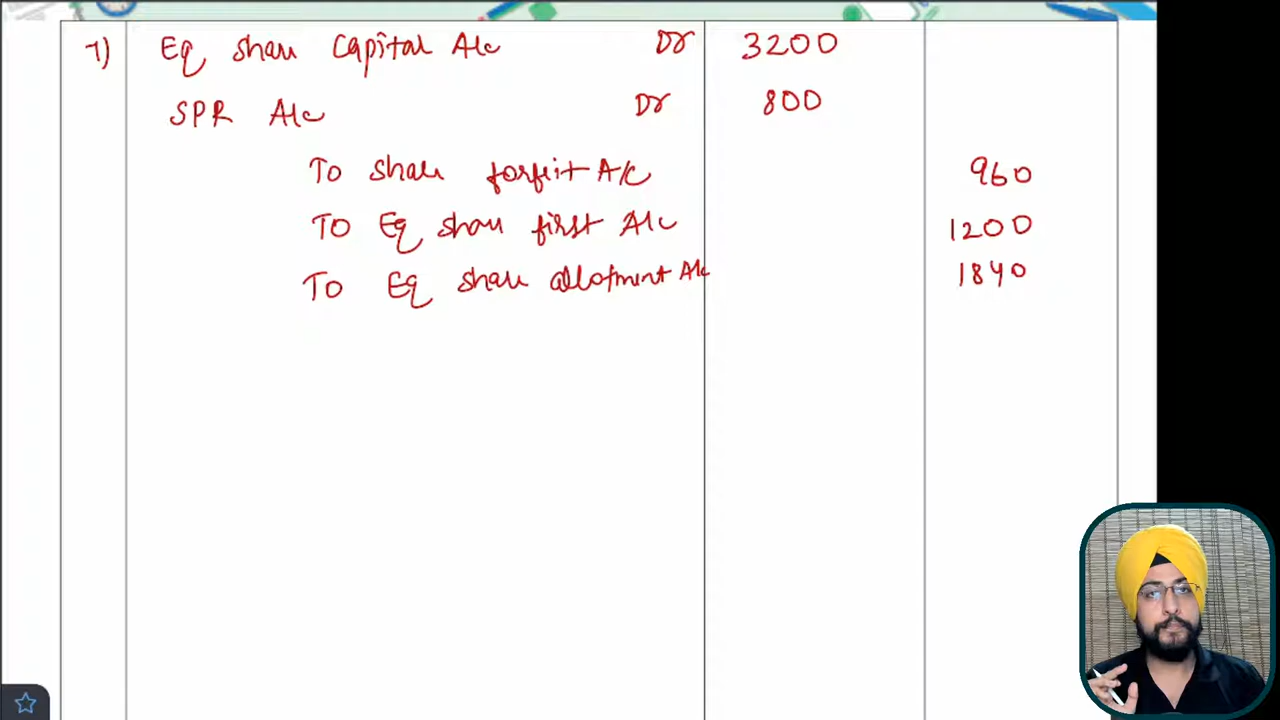 7) Eq share Capital A/c Dr 3200
SPR A/c Dr 800
To share forfeit A/c 960
To Eq share first A/c 1200
To Eq share allotment A/c 1840